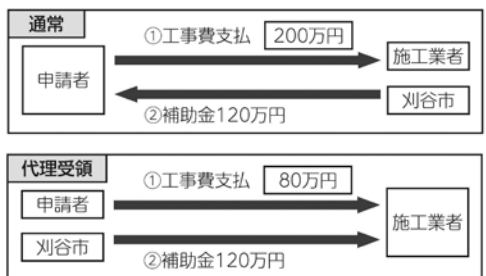 通常
①工事費支払 200万円
申請者
施工業者
刈谷市
②補助金120万円
代理受領
①工事費支払 80万円
申請者
施工業者
刈谷市
②補助金120万円